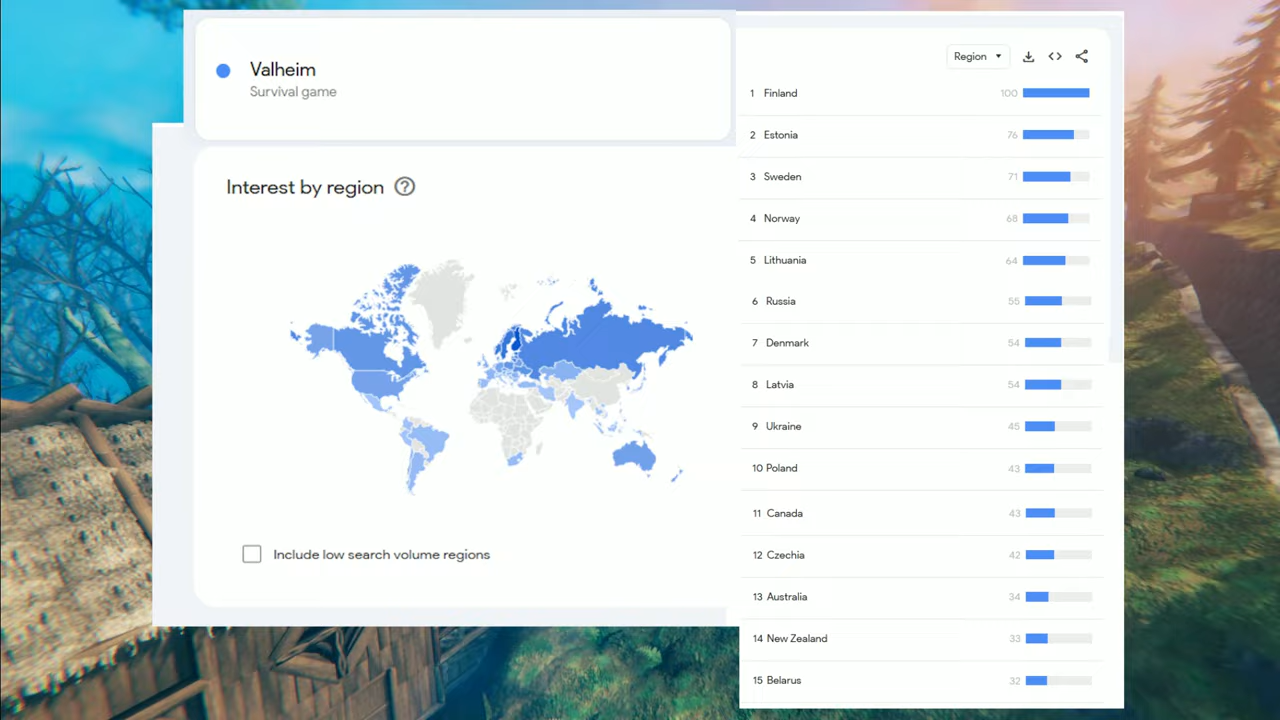 Valheim
Survival game
Interest by region ?
Include low search volume regions
Region
1 Finland 100
2 Estonia 76
3 Sweden 71
4 Norway 68
5 Lithuania 64
6 Russia 55
7 Denmark 54
8 Latvia 54
9 Ukraine 45
10 Poland 43
11 Canada 43
12 Czechia 42
13 Australia 34
14 New Zealand 33
15 Belarus 32